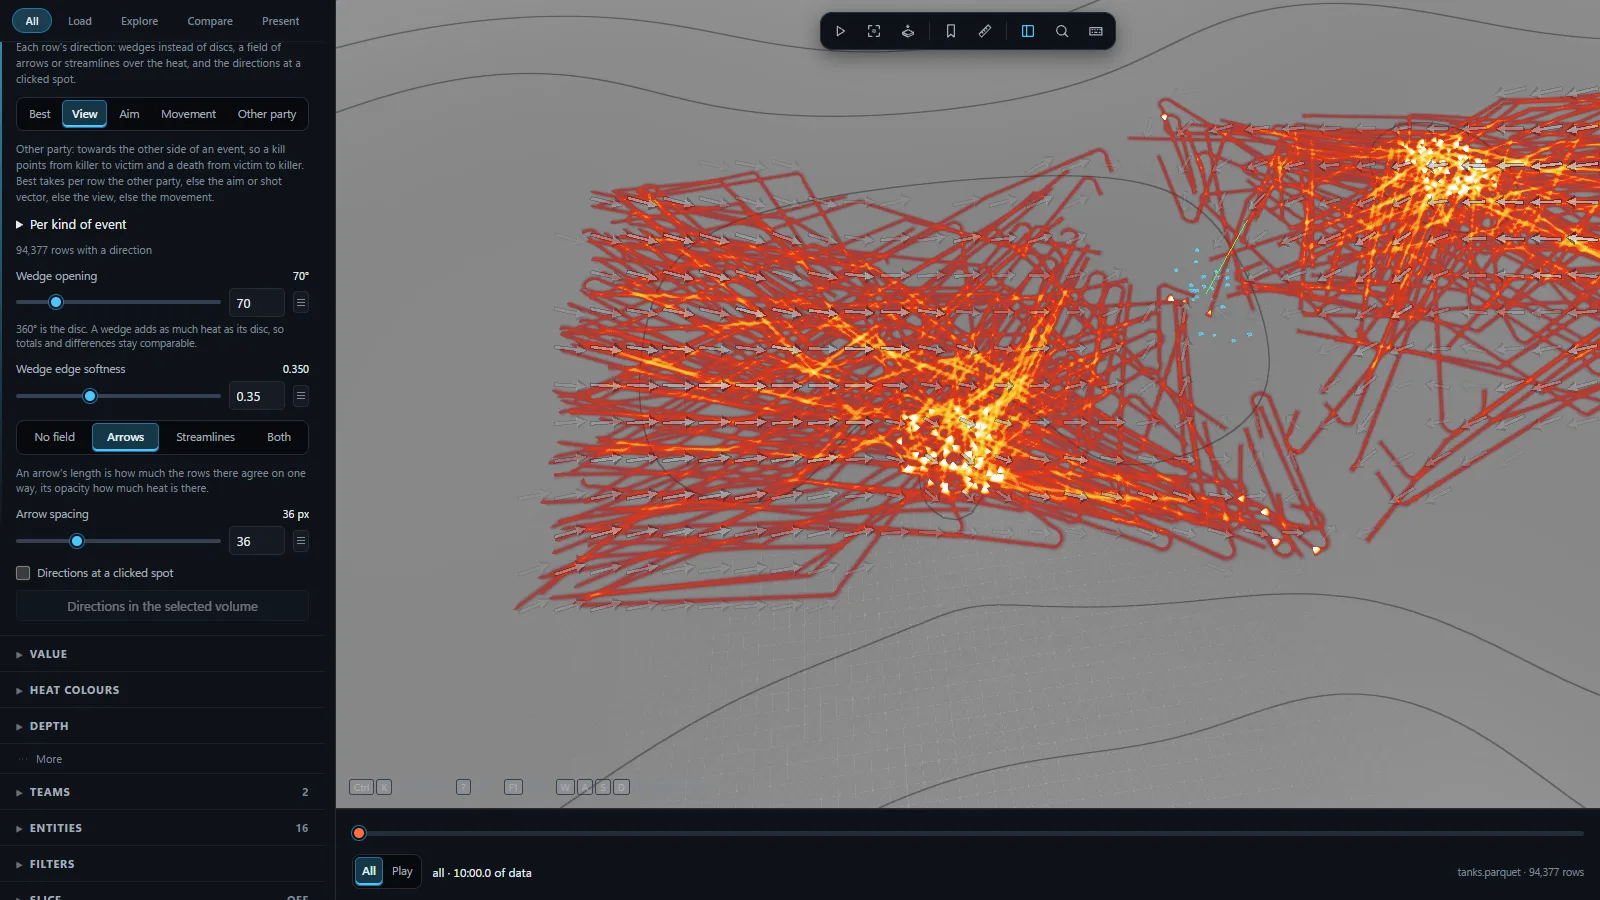 All Load Explore Compare Present
Each row's direction: wedges instead of discs, a field of
arrows or streamlines over the heat, and the directions at a
clicked spot.
Best View Aim Movement Other party
Other party: towards the other side of an event, so a kill
points from killer to victim and a death from victim to killer.
Best takes per row the other party, else the aim or shot
vector, else the view, else the movement.
Per kind of event
94,377 rows with a direction
Wedge opening 70°
70
360° is the disc. A wedge adds as much heat as its disc, so
totals and differences stay comparable.
Wedge edge softness 0.350
0.35
No field Arrows Streamlines Both
An arrow's length is how much the rows there agree on one
way, its opacity how much heat is there.
Arrow spacing 36 px
36
Directions at a clicked spot
Directions in the selected volume
VALUE
HEAT COLOURS
DEPTH
More
TEAMS 2
ENTITIES 16
FILTERS
SLICE OFF
Ctrl K ? F1 W A S D
All Play all · 10:00.0 of data
tanks.parquet · 94,377 rows